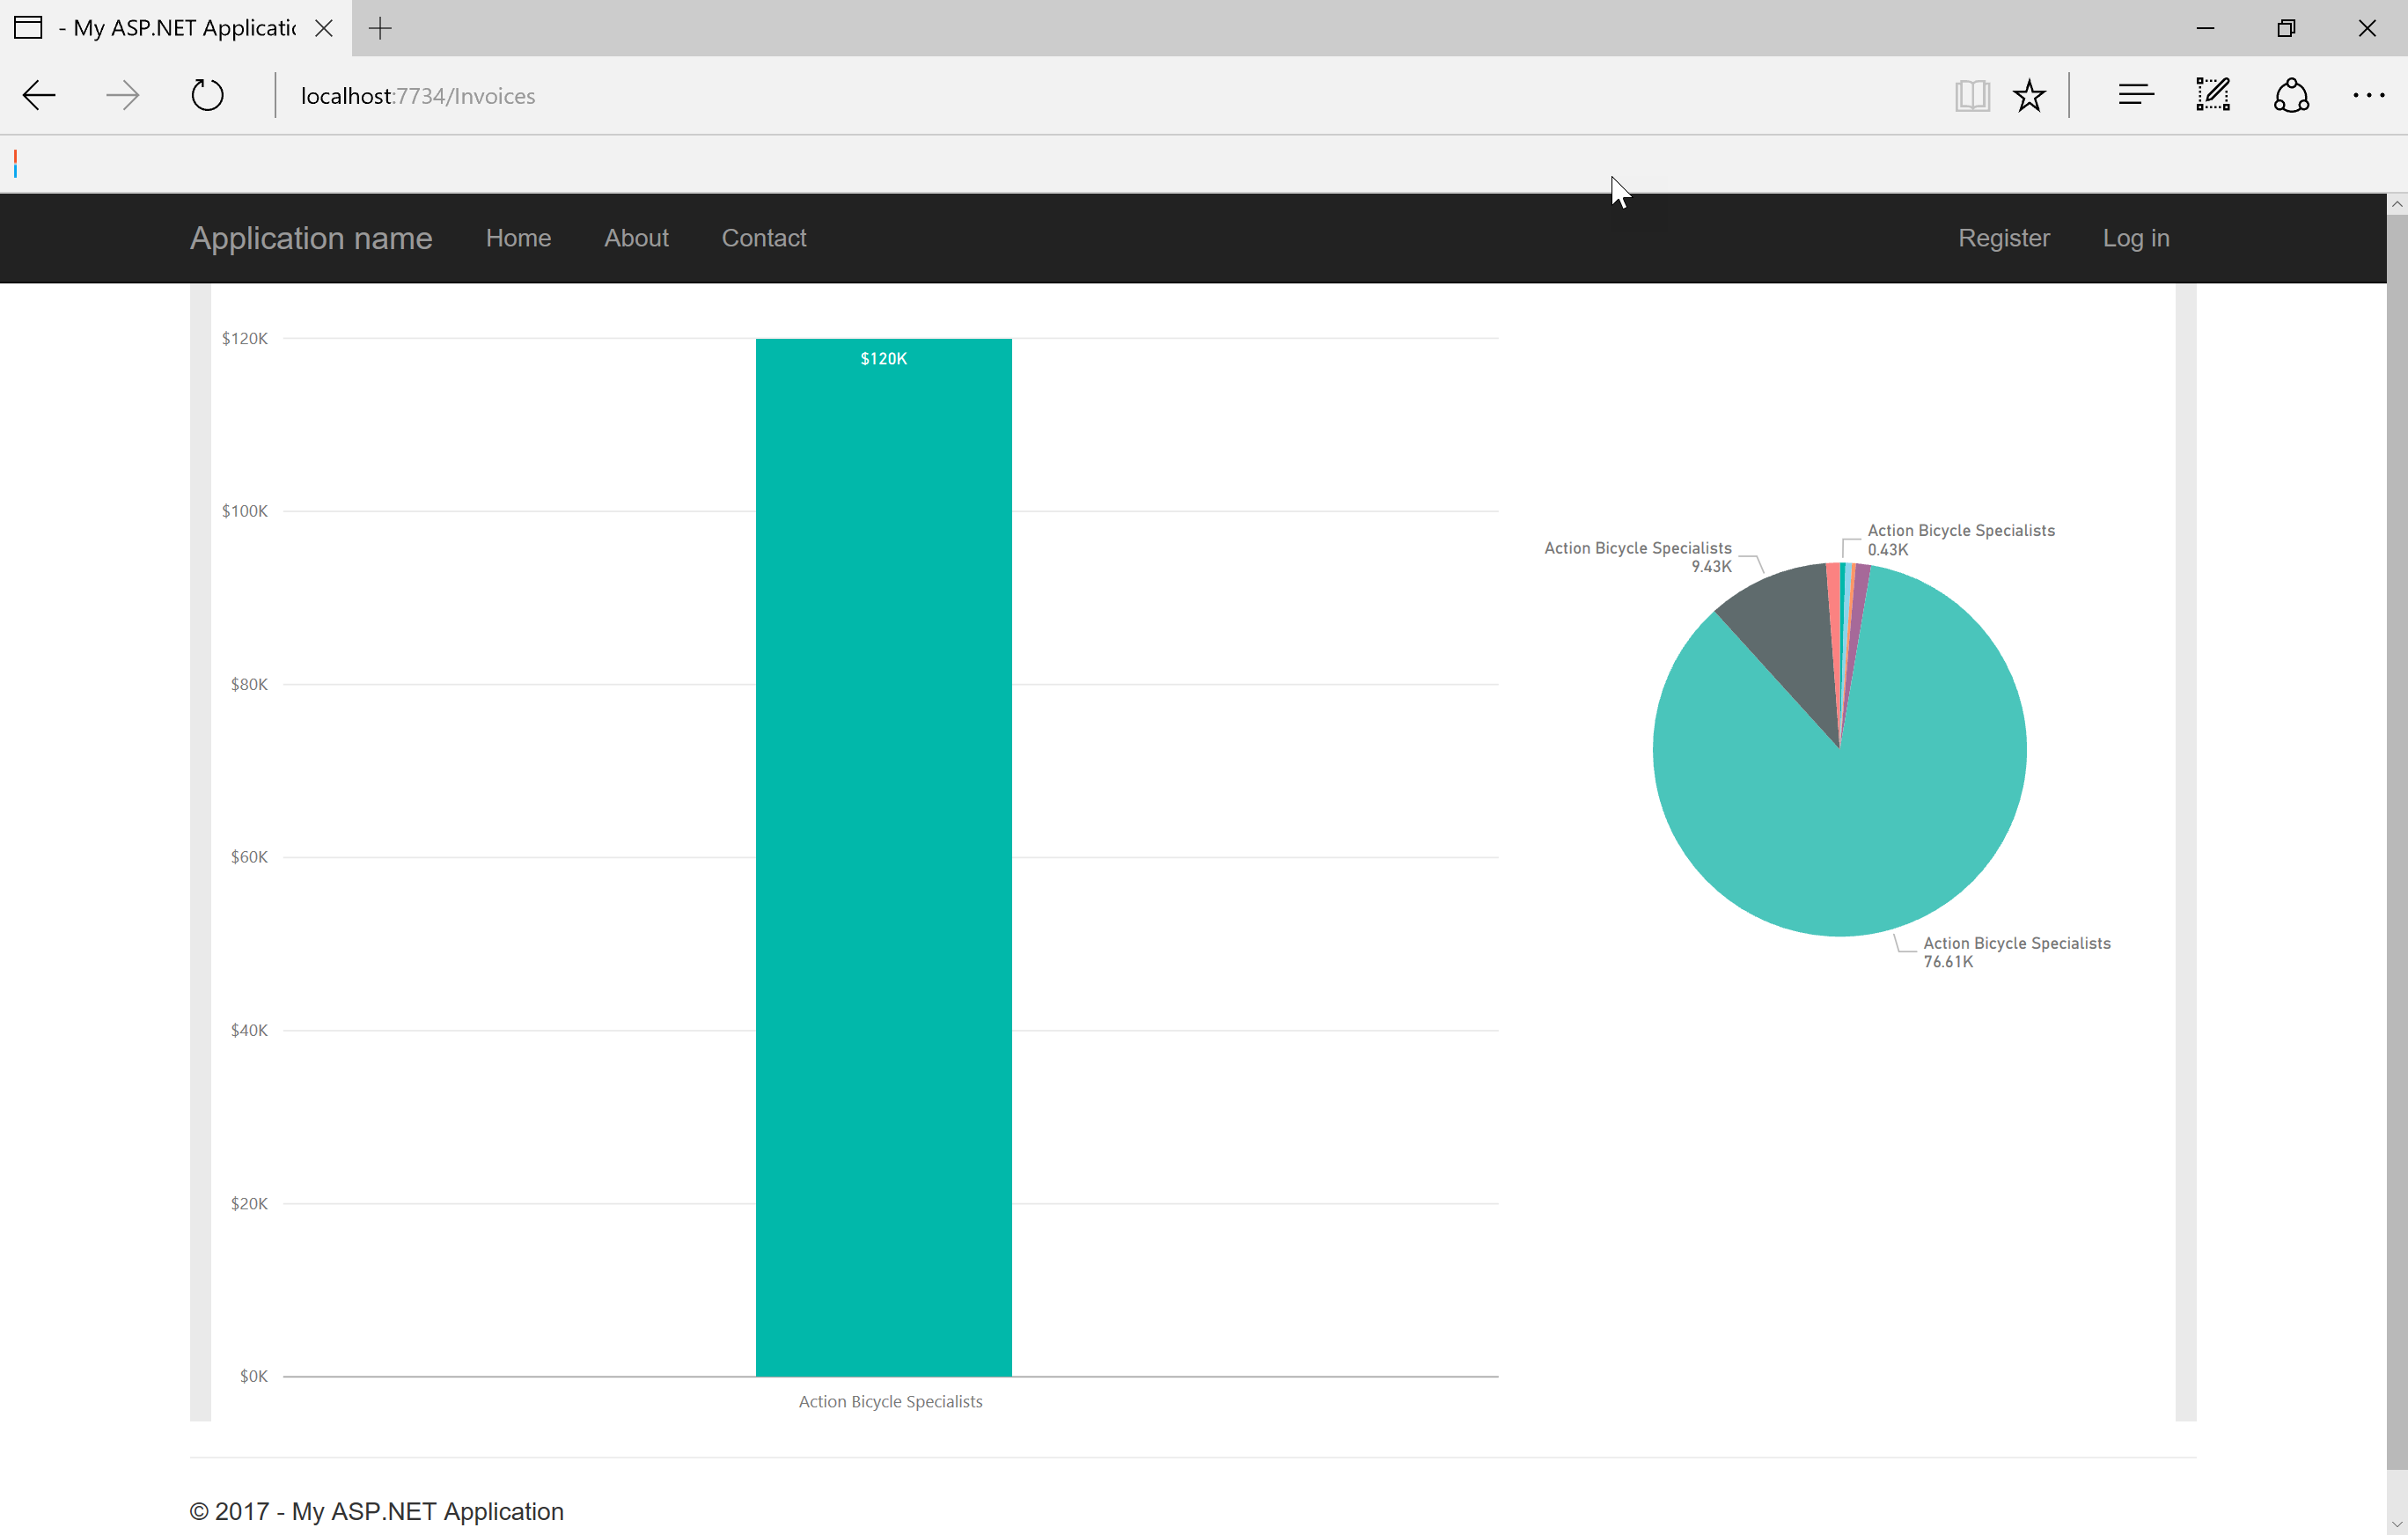 - My ASP.NET Applicatic
localhost:7734/Invoices
Application name Home About Contact Register Log in
$120K
$100K
$80K
$60K
$40K
$20K
$0K
$120K
Action Bicycle Specialists
Action Bicycle Specialists
9.43K
Action Bicycle Specialists
0.43K
Action Bicycle Specialists
76.61K
© 2017 - My ASP.NET Application